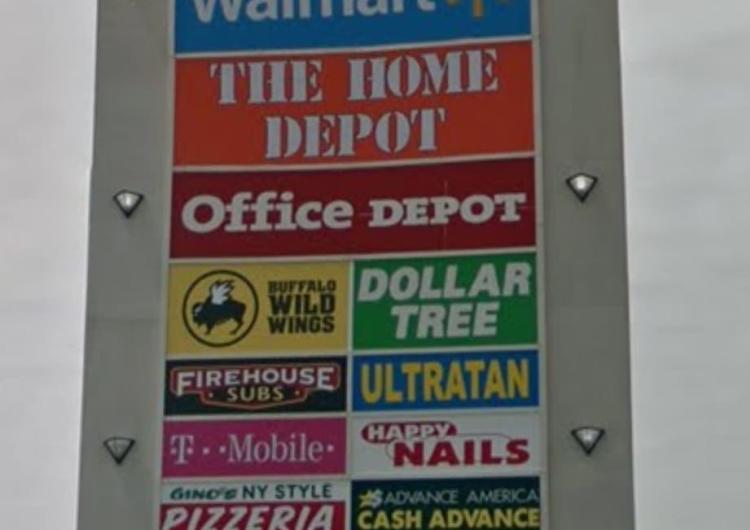 Walmart
THE HOME
DEPOT
Office DEPOT
BUFFALO
WILD
WINGS
DOLLAR
TREE
FIREHOUSE
SUBS
ULTRATAN
T··Mobile·
HAPPY
NAILS
GINO'S NY STYLE
PIZZERIA
$ADVANCE AMERICA
CASH ADVANCE